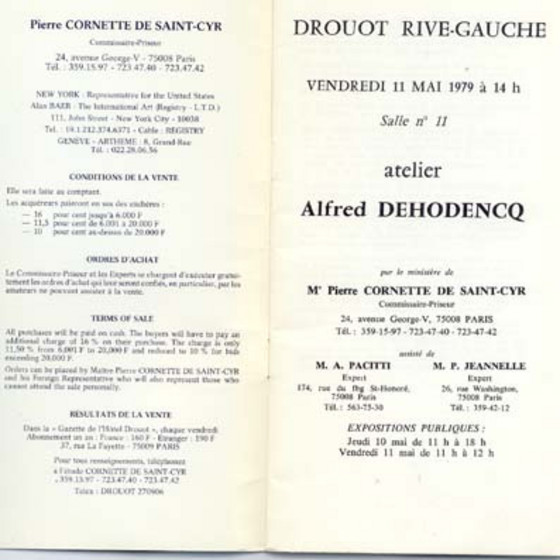 Pierre CORNETTE DE SAINT-CYR
Commissaire-Priseur
24, avenue George-V - 75008 Paris
Tél. : 359.15.97 - 723.47.40 - 723.47.42
NEW YORK : Representative for the United States
Alan BAER : The International Art (Registry - L.T.D.)
111, John Street - New York City - 10038
Tel. : 19.1.212.374.6371 - Cable : REGISTRY
GENÈVE - ARTHEME : 8, Grand-Rue
Tél. : 022.28.06.56
CONDITIONS DE LA VENTE
Elle sera faite au comptant.
Les acquéreurs paieront en sus des enchères :
— 16 pour cent jusqu'à 6.000 F
— 11,5 pour cent de 6.001 à 20.000 F
— 10 pour cent au-dessus de 20.000 F
ORDRES D'ACHAT
Le Commissaire-Priseur et les Experts se chargent d'exécuter gratui-
tement les ordres d'achat qui leur seront confiés, en particulier, par les
amateurs ne pouvant assister à la vente.
TERMS OF SALE
All purchases will be paid on cash. The buyers will have to pay an
additional charge of 16 % on their purchase. The charge is only
11,50 % from 6,001 F to 20,000 F and reduced to 10 % for bids
exceeding 20.000 F.
Orders can be placed by Maître Pierre CORNETTE DE SAINT-CYR
and his Foreign Representative who will also represent those who
cannot attend the sale personally.
RESULTATS DE LA VENTE
Dans la « Gazette de l'Hôtel Drouot », chaque vendredi
Abonnement un an : France : 160 F - Etranger : 190 F
37, rue La Fayette - 75009 PARIS
Pour tous renseignements, téléphonez
à l'étude CORNETTE DE SAINT-CYR
359.15.97 - 723.47.40 - 723.47.42
Telex : DROUOT 270906
DROUOT RIVE-GAUCHE
VENDREDI 11 MAI 1979 à 14 h
Salle n° 11
atelier
Alfred DEHODENCQ
par le ministère de
Mᵉ Pierre CORNETTE DE SAINT-CYR
Commissaire-Priseur
24, avenue George-V, 75008 PARIS
Tél. : 359-15-97 - 723-47-40 - 723-47-42
assisté de
M. A. PACITTI
Expert
174, rue du Fbg St-Honoré,
75008 Paris
Tél. : 563-75-30
M. P. JEANNELLE
Expert
26, rue Washington,
75008 Paris
Tél. : 359-42-12
EXPOSITIONS PUBLIQUES :
Jeudi 10 mai de 11 h à 18 h
Vendredi 11 mai de 11 h à 12 h